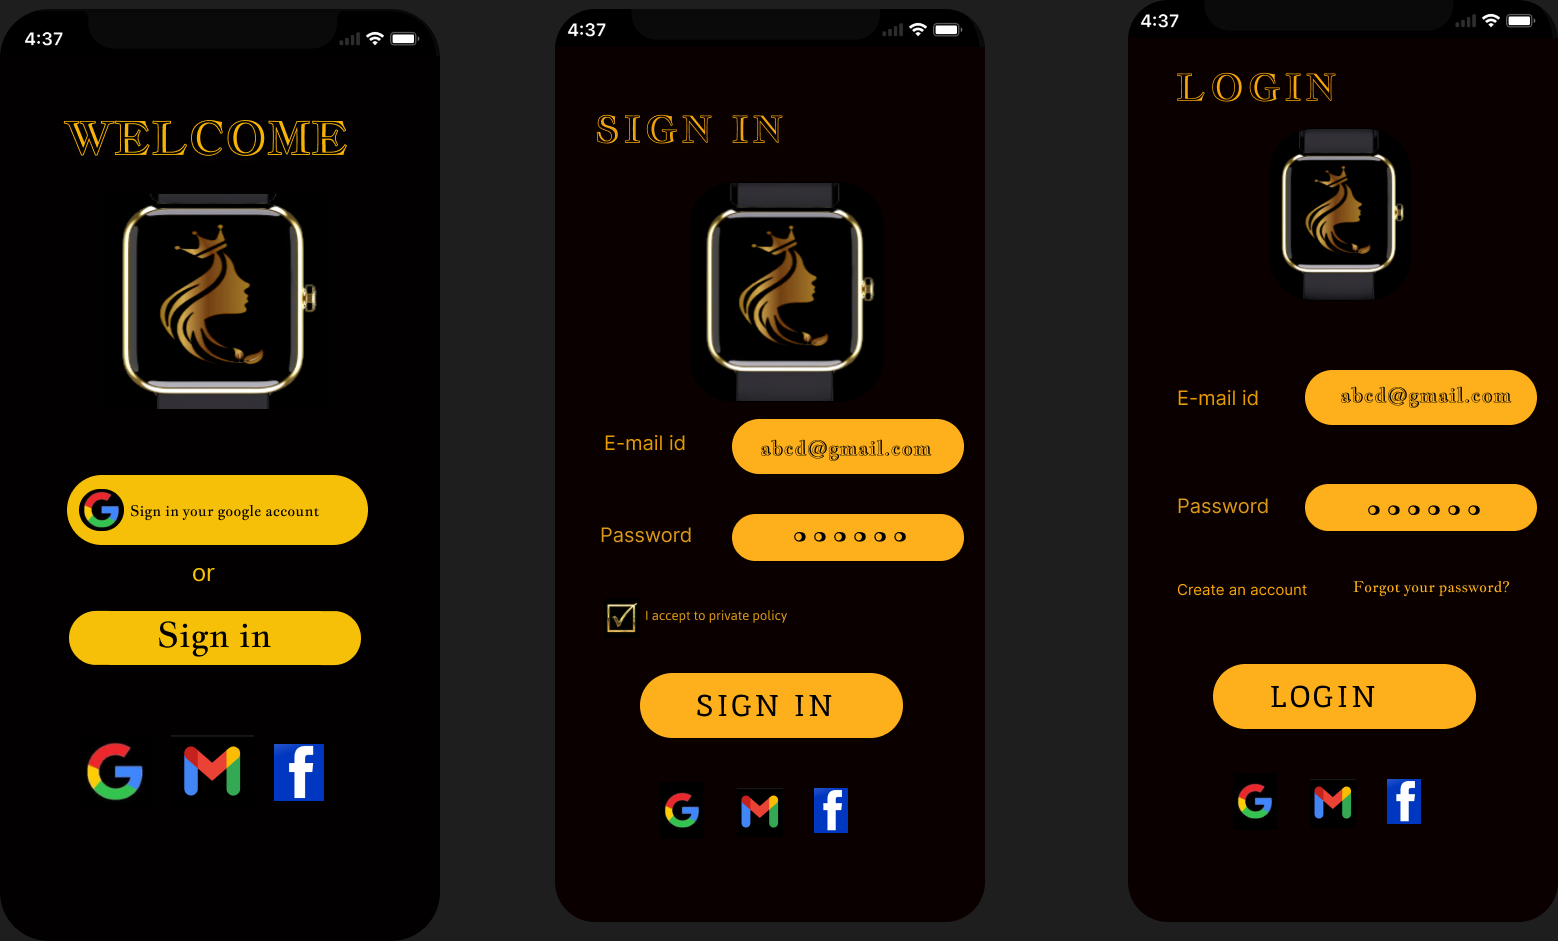 4:37
WELCOME
Sign in your google account
or
Sign in
4:37
SIGN IN
E-mail id
abcd@gmail.com
Password
I accept to private policy
SIGN IN
4:37
LOGIN
E-mail id
abcd@gmail.com
Password
Create an account
Forgot your password?
LOGIN